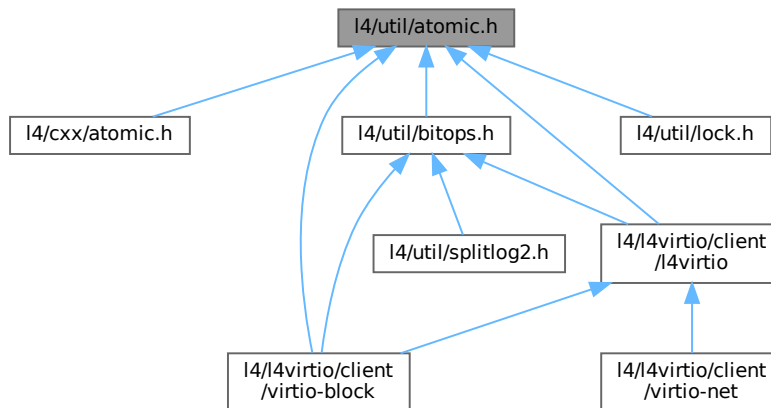 l4/util/atomic.h
l4/cxx/atomic.h
l4/util/bitops.h
l4/util/lock.h
l4/util/splitlog2.h
l4/l4virtio/client
/l4virtio
l4/l4virtio/client
/virtio-block
l4/l4virtio/client
/virtio-net